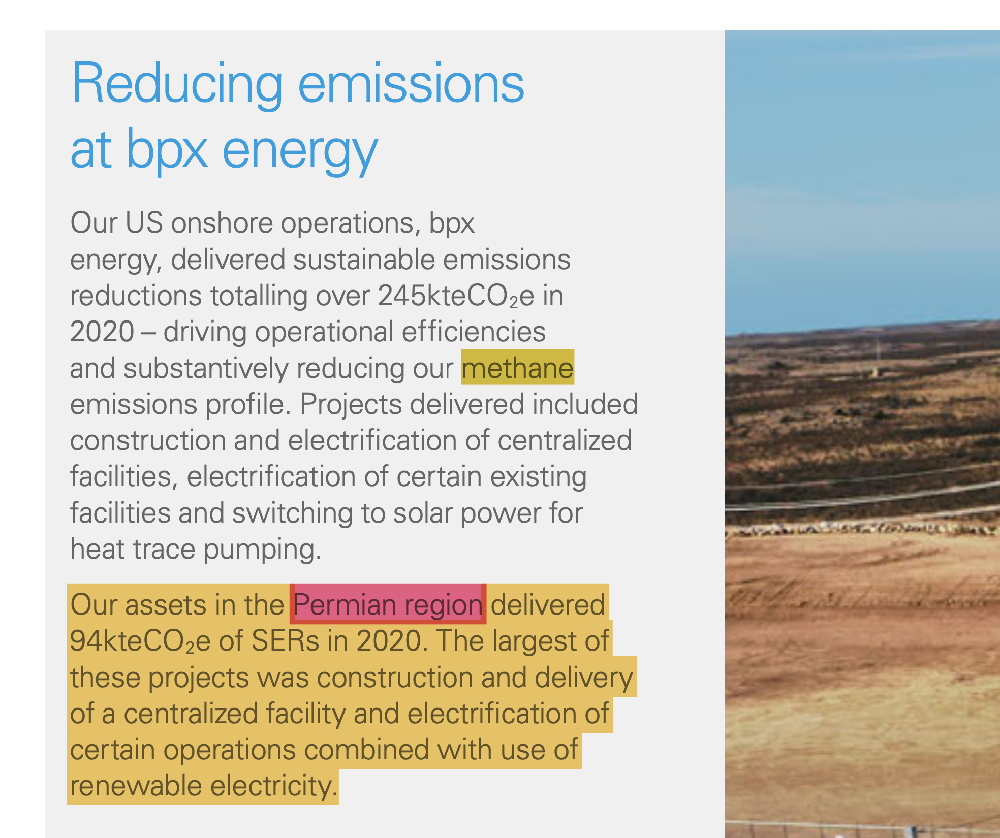 Reducing emissions
at bpx energy
Our US onshore operations, bpx
energy, delivered sustainable emissions
reductions totalling over 245kteCO₂e in
2020 – driving operational efficiencies
and substantively reducing our methane
emissions profile. Projects delivered included
construction and electrification of centralized
facilities, electrification of certain existing
facilities and switching to solar power for
heat trace pumping.
Our assets in the Permian region delivered
94kteCO₂e of SERs in 2020. The largest of
these projects was construction and delivery
of a centralized facility and electrification of
certain operations combined with use of
renewable electricity.